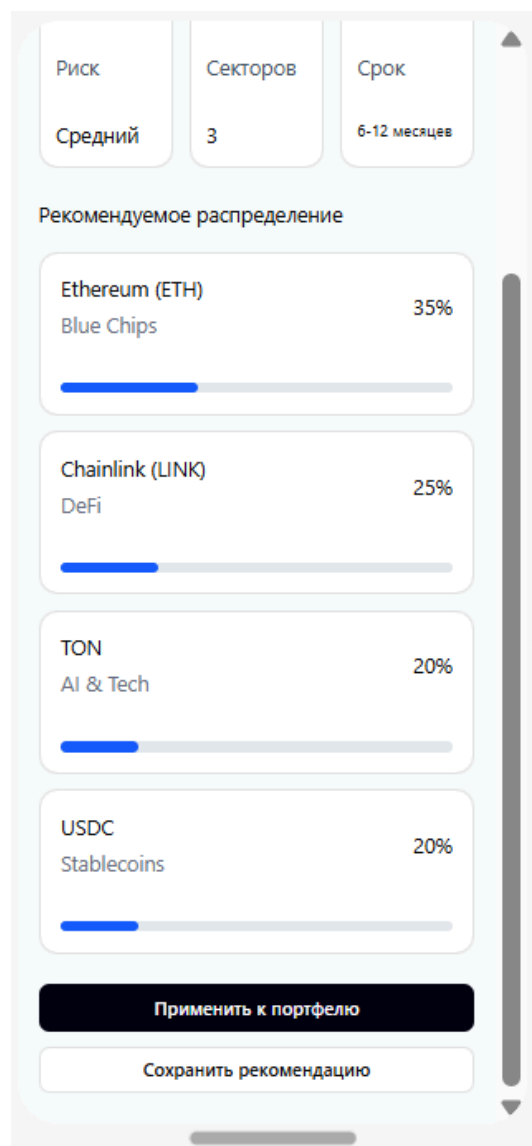 Риск
Секторов
Срок
Средний
3
6-12 месяцев
Рекомендуемое распределение
Ethereum (ETH)
35%
Blue Chips
Chainlink (LINK)
25%
DeFi
TON
20%
AI & Tech
USDC
20%
Stablecoins
Применить к портфелю
Сохранить рекомендацию